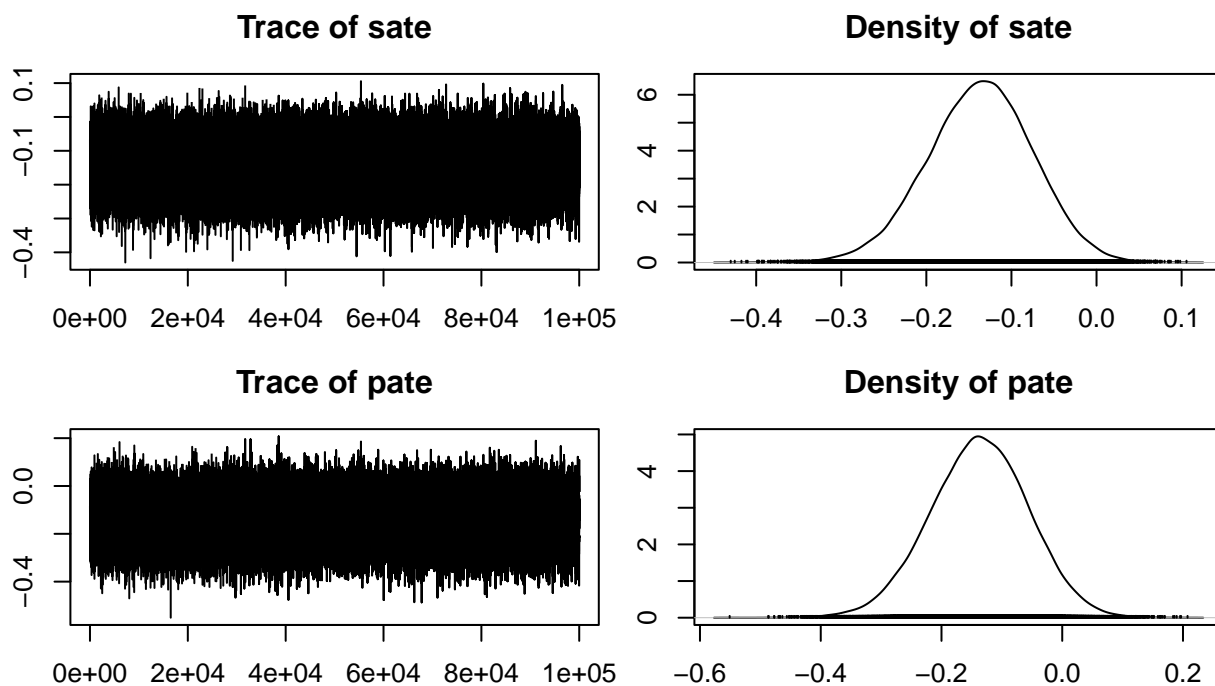 Trace of sate
0.1
−0.1
−0.4
0e+00 2e+04 4e+04 6e+04 8e+04 1e+05
Density of sate
6
4
2
0
−0.4 −0.3 −0.2 −0.1 0.0 0.1
Trace of pate
0.0
−0.4
0e+00 2e+04 4e+04 6e+04 8e+04 1e+05
Density of pate
4
2
0
−0.6 −0.4 −0.2 0.0 0.2